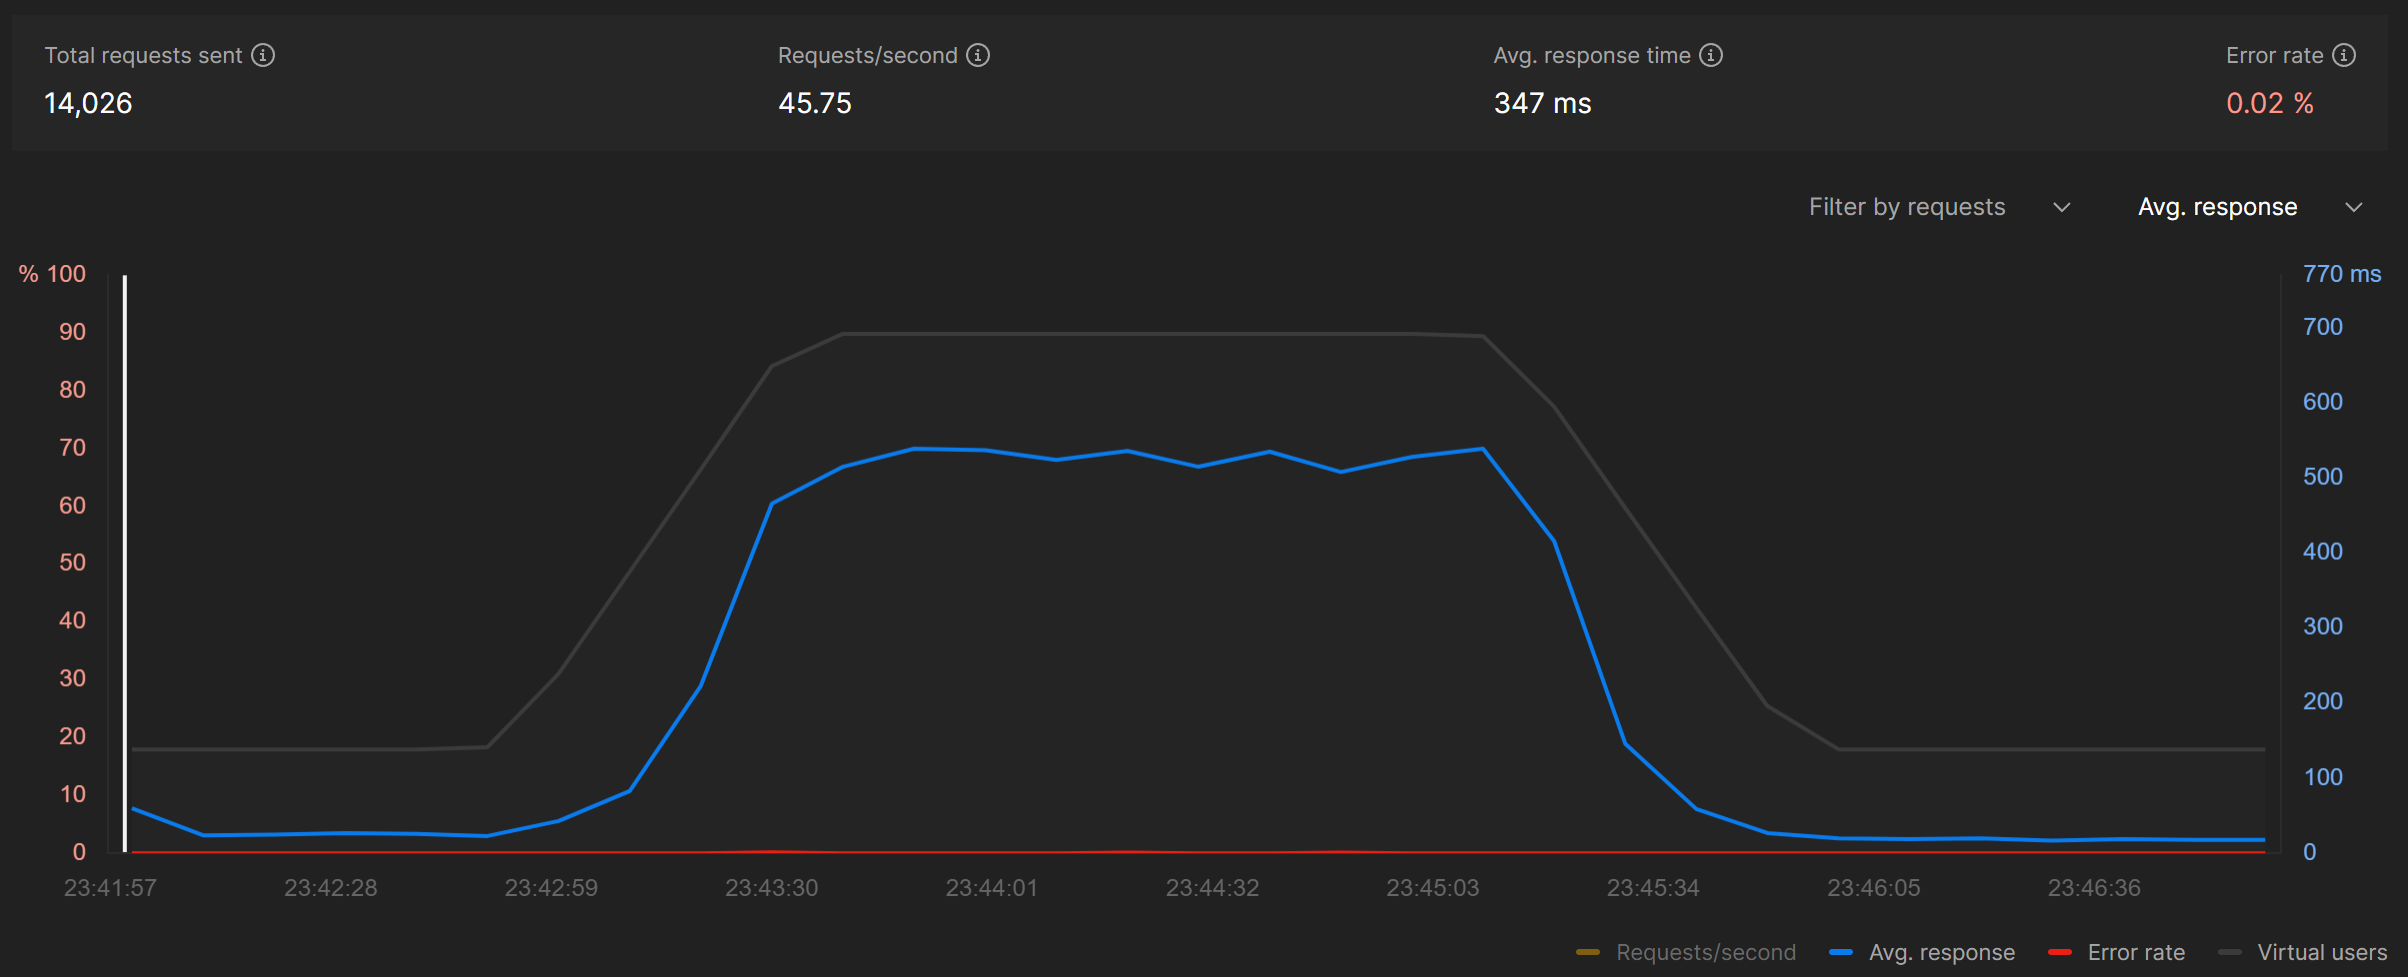 Total requests sent
14,026
Requests/second
45.75
Avg. response time
347 ms
Error rate
0.02 %
Filter by requests
Avg. response
% 100
90
80
70
60
50
40
30
20
10
0
770 ms
700
600
500
400
300
200
100
0
23:41:57
23:42:28
23:42:59
23:43:30
23:44:01
23:44:32
23:45:03
23:45:34
23:46:05
23:46:36
Requests/second
Avg. response
Error rate
Virtual users